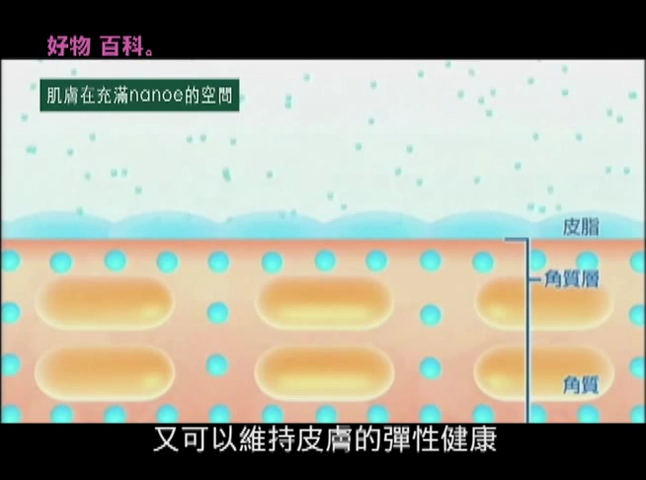 好物 百科。
肌膚在充滿nanoe的空間
皮脂
角質層
角質
又可以維持皮膚的彈性健康